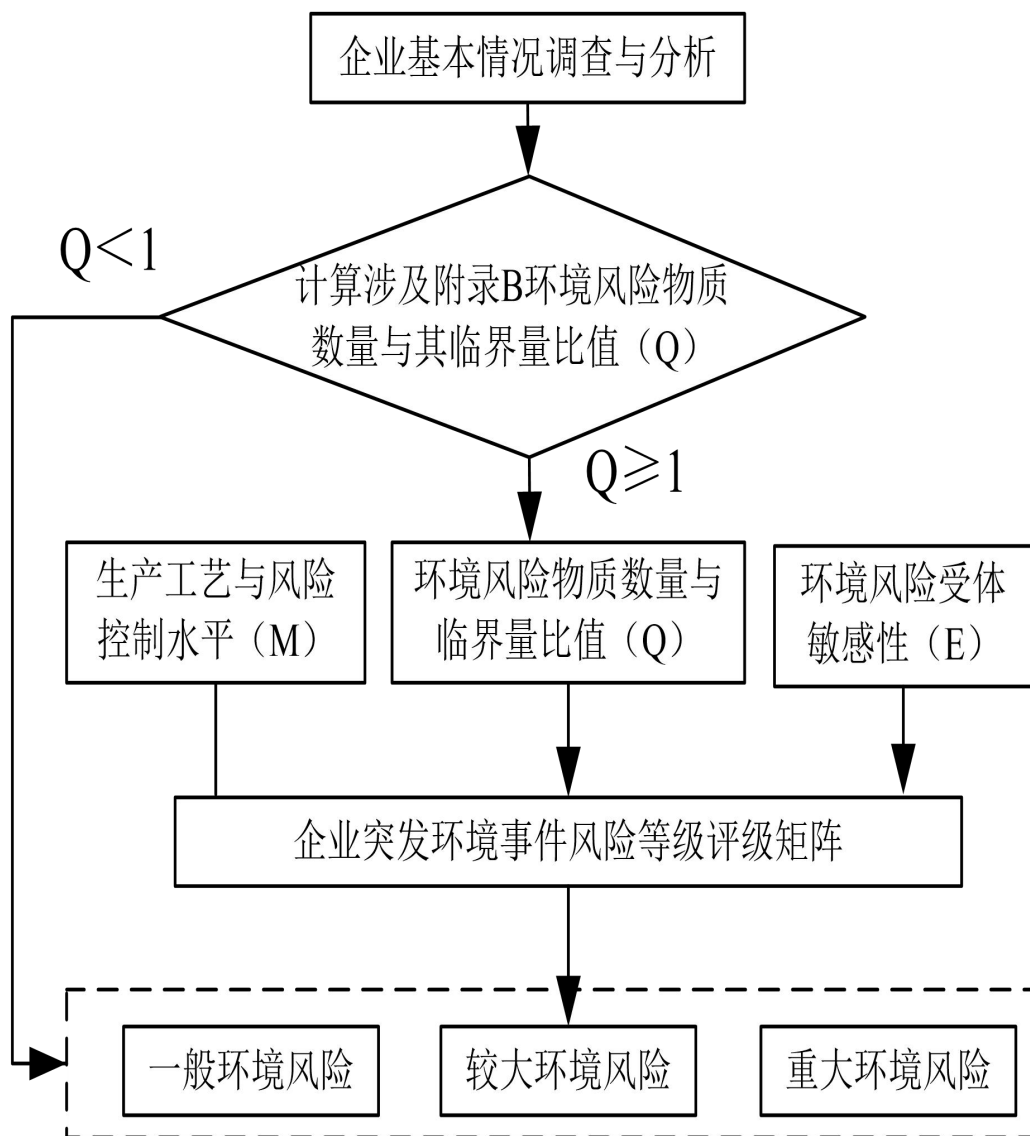 企业基本情况调查与分析
Q<1
计算涉及附录B环境风险物质
数量与其临界量比值（Q）
Q≥1
生产工艺与风险
控制水平（M）
环境风险物质数量与
临界量比值（Q）
环境风险受体
敏感性（E）
企业突发环境事件风险等级评级矩阵
一般环境风险
较大环境风险
重大环境风险